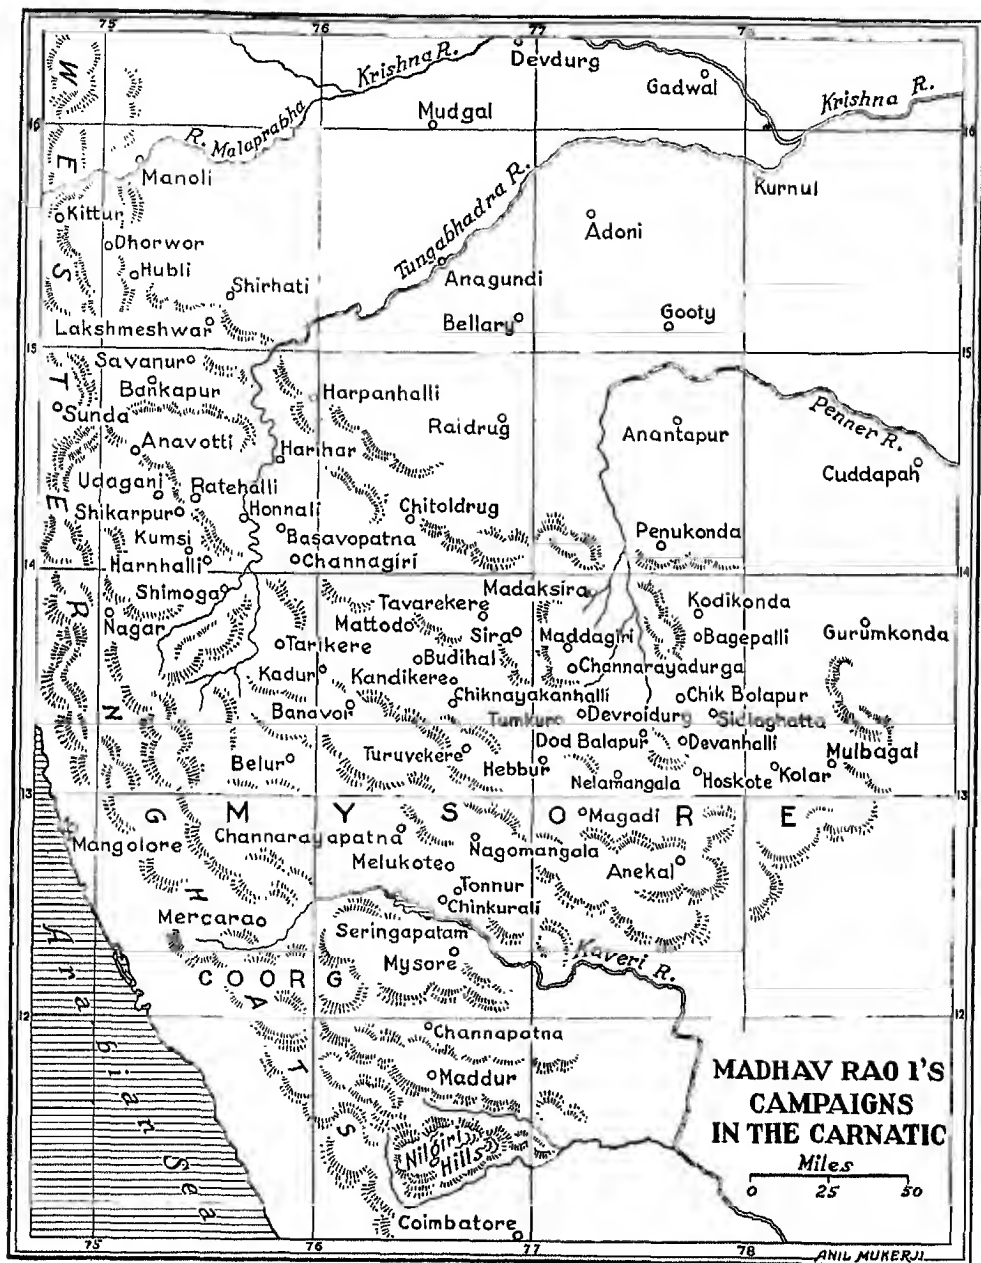 75 76 77 78
Krishna R.
Devdurg
Gadwal
Krishna R.
R. Malaprabha
Mudgal
16 16
Manoli
Kurnul
Tungabhadra R.
Kittur
Adoni
Dhorwor
Hubli
Anagundi
Shirhati
Lakshmeshwar
Bellary
Gooty
15 15
Savanur
Bankapur
Harpanhalli
Sunda
Raidrug
Anantapur
Penner R.
Anavotti
Harihar
Cuddapah
Udagani
Ratehalli
Shikarpur
Honnali
Chitoldrug
Kumsi
Basavopatna
Penukonda
Harnhalli
Channagiri
14 14
Shimoga
Madaksira
Nagar
Tavarekere
Kodikonda
Mattodo
Sira
Maddagiri
Bagepalli
Gurumkonda
Tarikere
Budihal
Channarayadurga
Kadur
Kandikere
Chiknayakanhalli
Chik Bolapur
Banavor
Tumkur
Devroidurg
Sidloghatta
Belur
Turuvekere
Dod Balapur
Devanhalli
Mulbagal
Hebbur
Nelamangala
Hoskote
Kolar
13 13
MYSORE
Magadi
Mangolore
Channarayapatna
Nagomangala
Melukote
Anekal
Tonnur
Chinkurali
Mercara
Seringapatam
Kaveri R.
Mysore
COORG
12 12
WESTERN GHATS
Arabian Sea
Channapatna
Maddur
Nilgiri
Hills
Coimbatore
MADHAV RAO 1'S
CAMPAIGNS
IN THE CARNATIC
Miles
0 25 50
75 76 77 78
ANIL MUKERJI